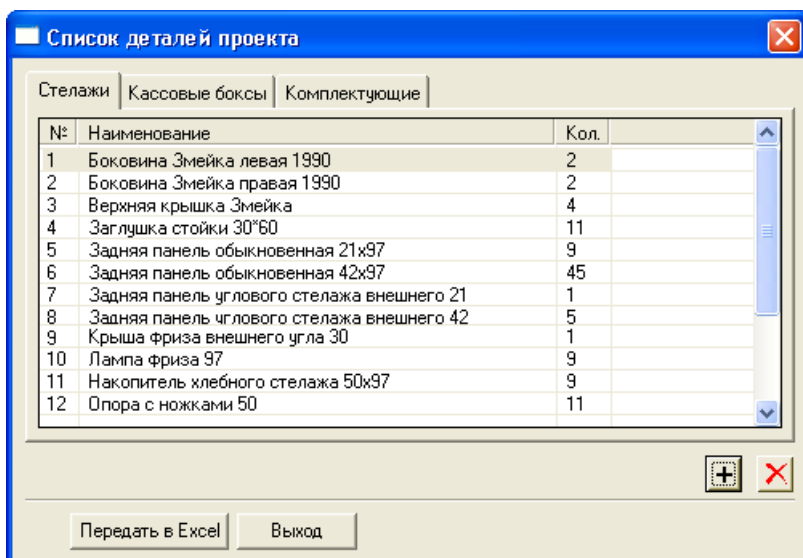 Список деталей проекта
Стелажи Кассовые боксы Комплектующие
№ Наименование Кол.
1 Боковина Змейка левая 1990 2
2 Боковина Змейка правая 1990 2
3 Верхняя крышка Змейка 4
4 Заглушка стойки 30*60 11
5 Задняя панель обыкновенная 21x97 9
6 Задняя панель обыкновенная 42x97 45
7 Задняя панель углового стелажа внешнего 21 1
8 Задняя панель углового стелажа внешнего 42 5
9 Крыша фриза внешнего угла 30 1
10 Лампа фриза 97 9
11 Накопитель хлебного стелажа 50x97 9
12 Опора с ножками 50 11
Передать в Excel Выход